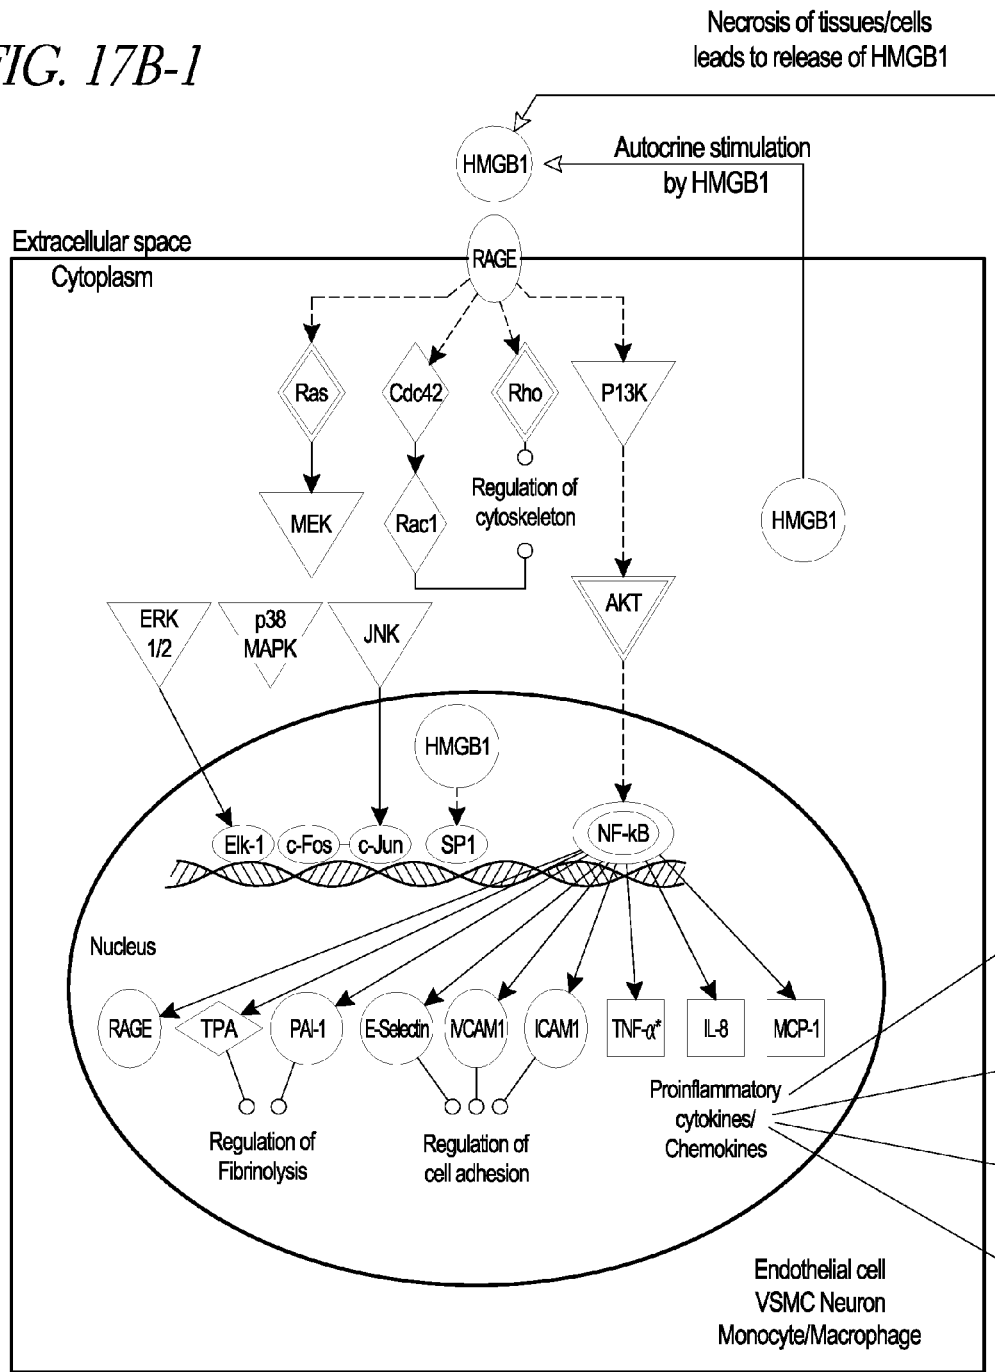 FIG. 17B-1
Necrosis of tissues/cells
leads to release of HMGB1
HMGB1
Autocrine stimulation
by HMGB1
Extracellular space
Cytoplasm
RAGE
Ras
Cdc42
Rho
P13K
MEK
Rac1
Regulation of
cytoskeleton
HMGB1
ERK
1/2
p38
MAPK
JNK
AKT
HMGB1
Elk-1
c-Fos
c-Jun
SP1
NF-kB
Nucleus
RAGE
TPA
PAI-1
E-Selectin
IVCAM1
ICAM1
TNF-α*
IL-8
MCP-1
Regulation of
Fibrinolysis
Regulation of
cell adhesion
Proinflammatory
cytokines/
Chemokines
Endothelial cell
VSMC Neuron
Monocyte/Macrophage